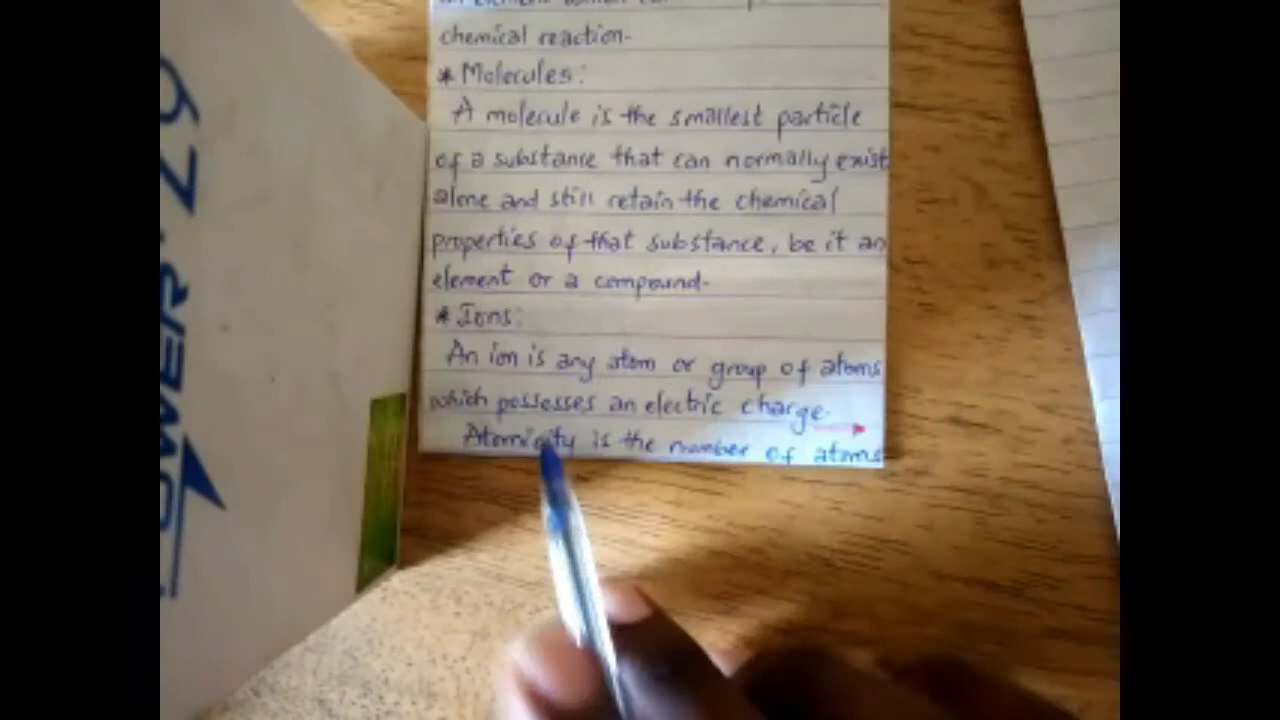 chemical reaction.
* Molecules:
A molecule is the smallest particle
of a substance that can normally exist
alone and still retain the chemical
properties of that substance, be it an
element or a compound.
* Ions:
An ion is any atom or group of atoms
which possesses an electric charge.
Atomicity is the number of atoms